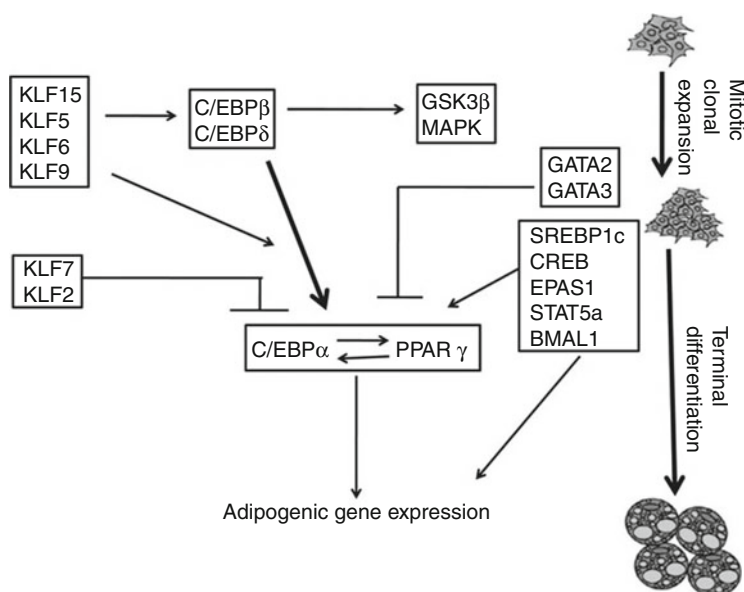 KLF15
KLF5
KLF6
KLF9
C/EBPβ
C/EBPδ
GSK3β
MAPK
Mitotic
clonal
expansion
GATA2
GATA3
KLF7
KLF2
SREBP1c
CREB
EPAS1
STAT5a
BMAL1
C/EBPα PPAR γ
Terminal
differentiation
Adipogenic gene expression